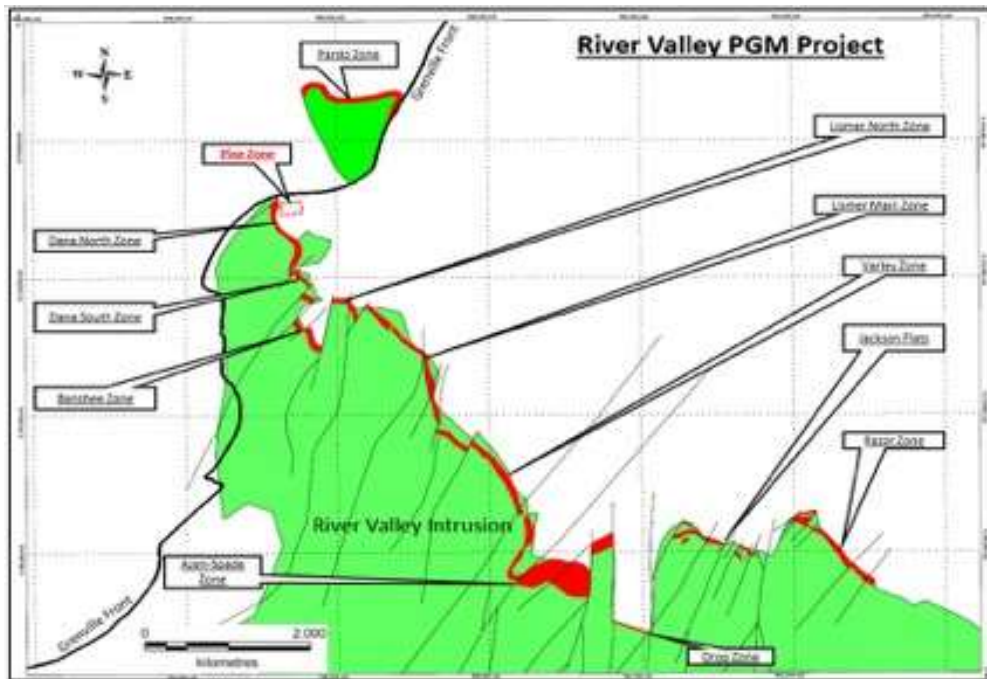 River Valley PGM Project
Pardo Zone
Grenville Front
N
W E
S
Lismer North Zone
Pine Zone
Lismer Main Zone
Dana North Zone
Varley Zone
Dana South Zone
Jackson Flats
Banshee Zone
Razor Zone
River Valley Intrusion
Azen-Spade
Zone
Grenville Front
0 2.000
kilometres
Zone